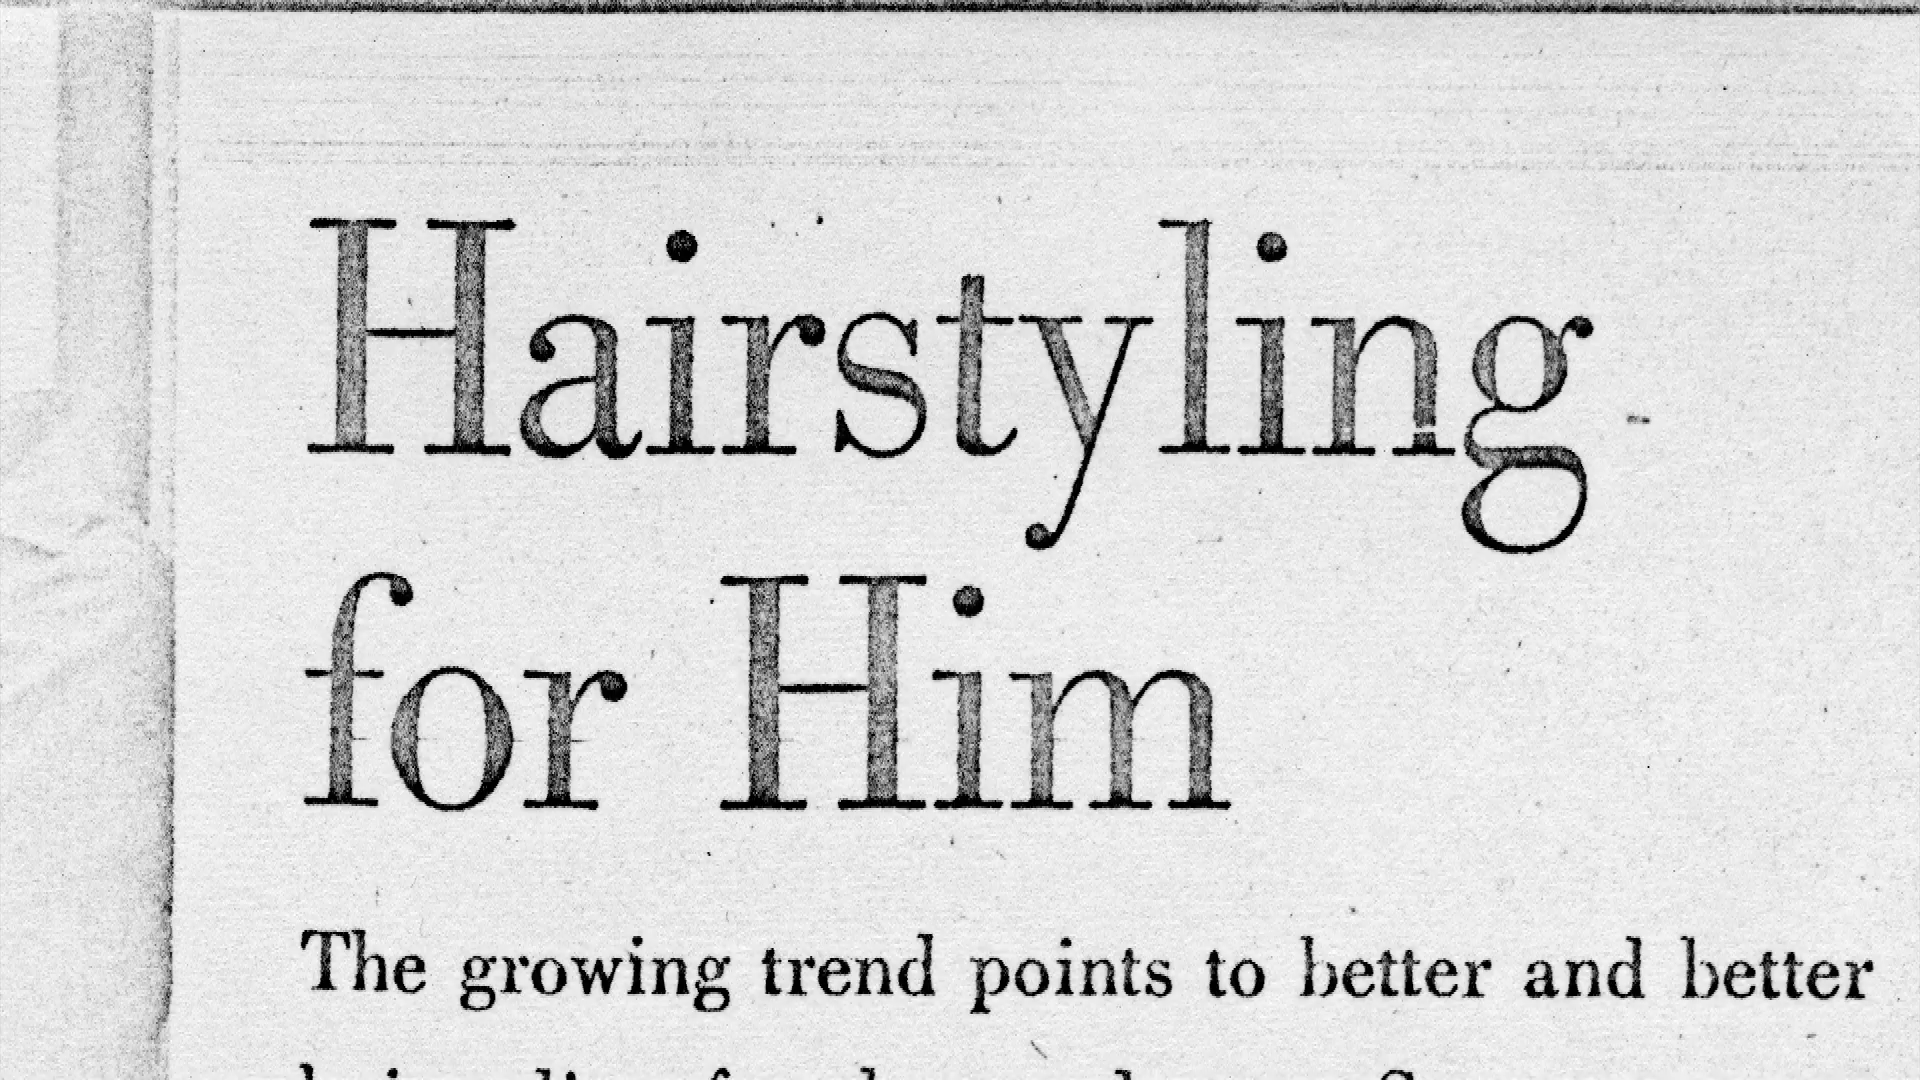 Hairstyling
for Him
The growing trend points to better and better